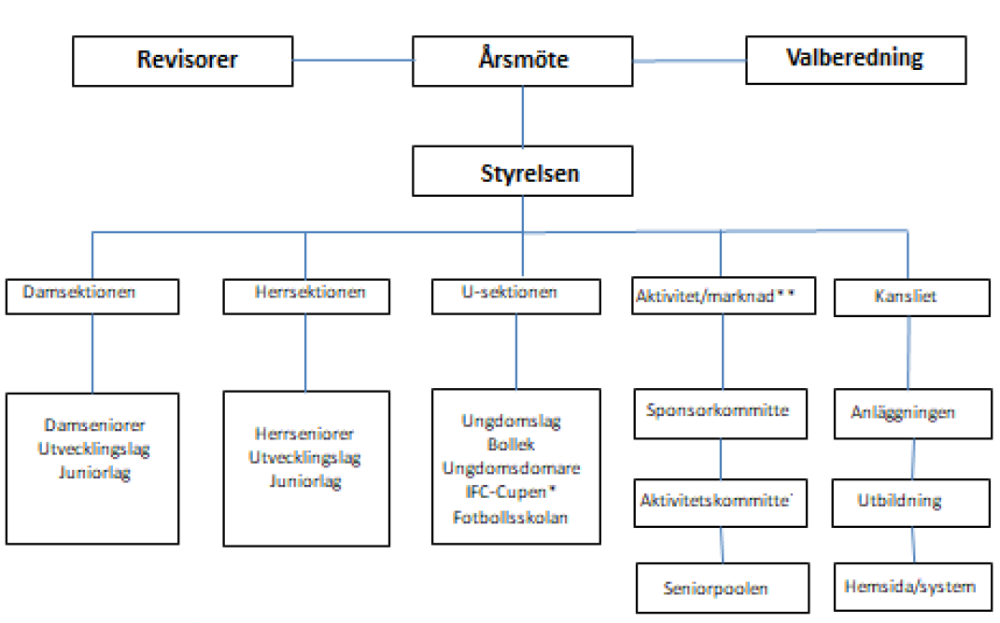 Revisorer
Årsmöte
Valberedning
Styrelsen
Damsektionen
Herrsektionen
U-sektionen
Aktivitet/marknad**
Kansliet
Damseniorer
Utvecklingslag
Juniorlag
Herrseniorer
Utvecklingslag
Juniorlag
Ungdomslag
Bollek
Ungdomsdomare
IFC-Cupen*
Fotbollsskolan
Sponsorkommitte
Aktivitetskommitte*
Seniorpoolen
Anläggningen
Utbildning
Hemsida/system